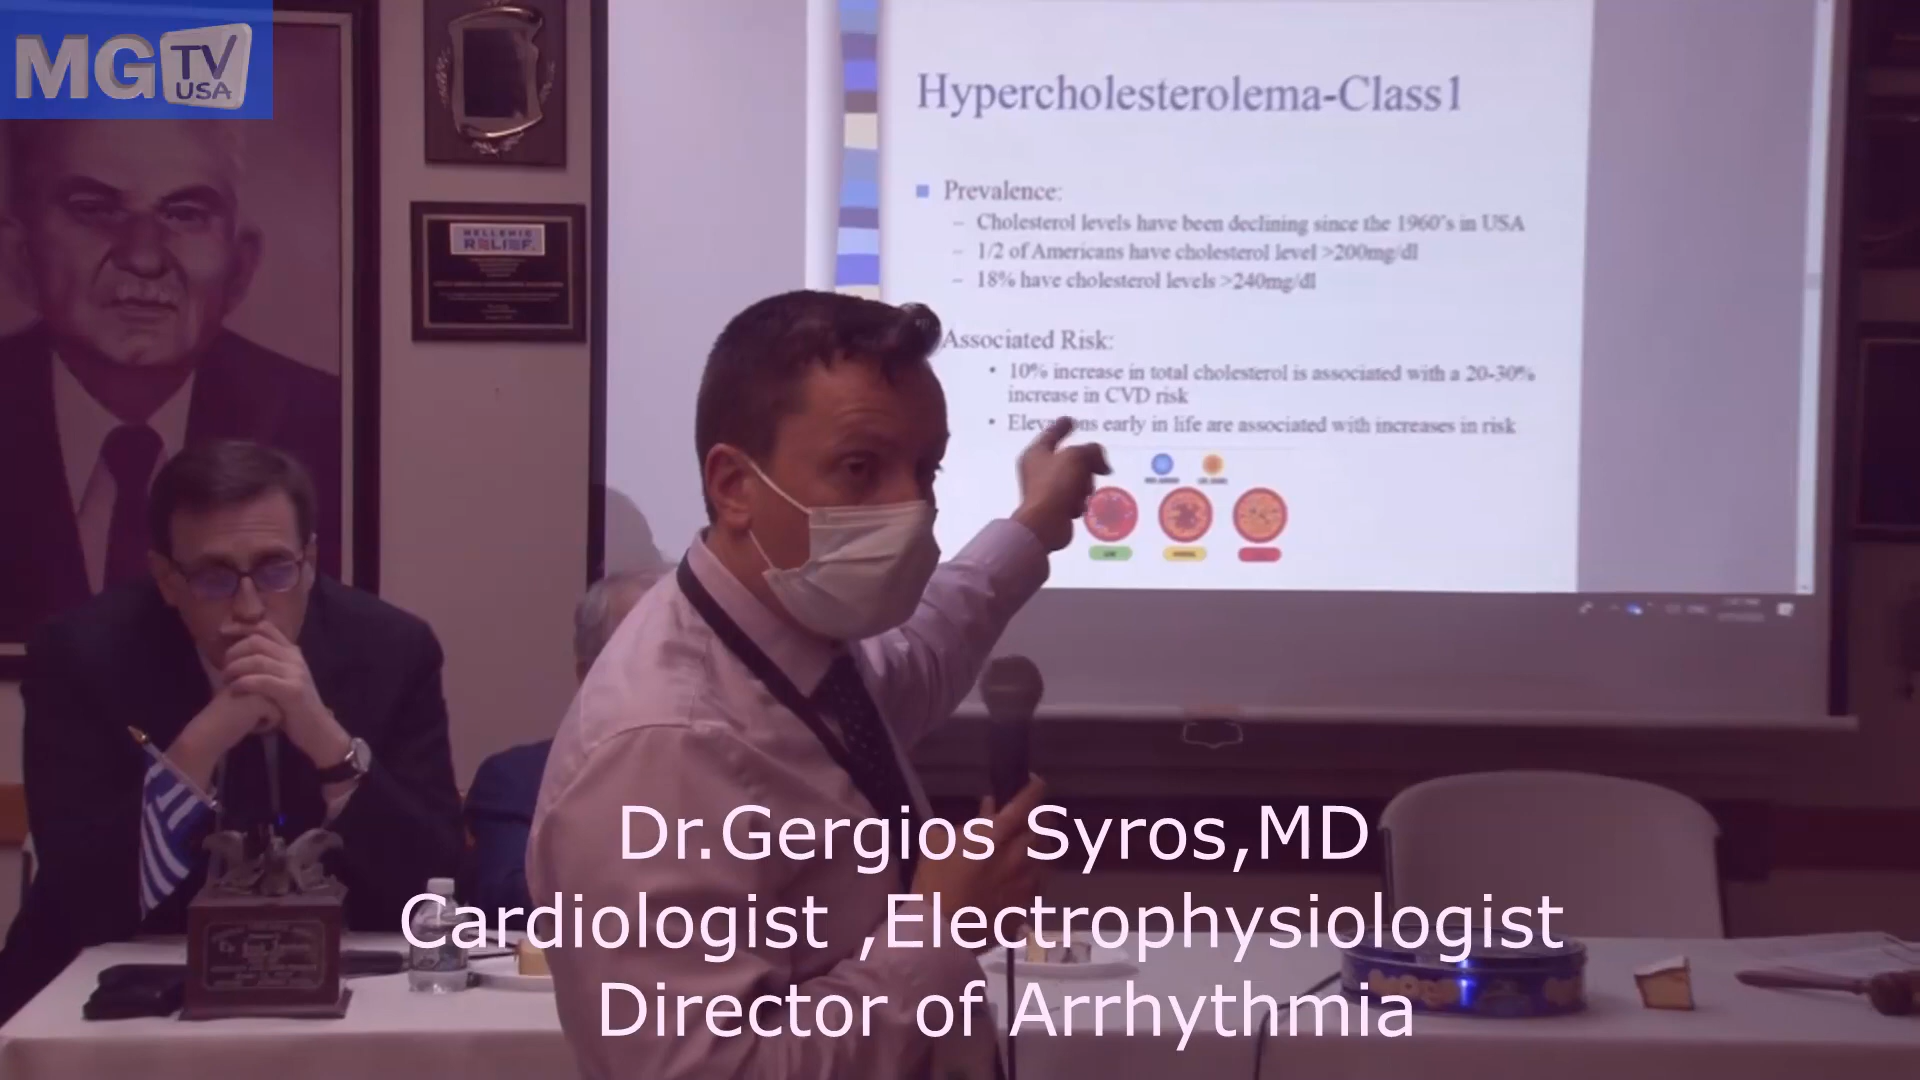 MG TV
USA
HELLENIC
RELIEF.
Hypercholesterolema-Class1
Prevalence:
– Cholesterol levels have been declining since the 1960's in USA
– 1/2 of Americans have cholesterol level >200mg/dl
– 18% have cholesterol levels >240mg/dl
Associated Risk:
• 10% increase in total cholesterol is associated with a 20-30%
increase in CVD risk
• early in life are associated with increases in risk
Dr.Gergios Syros,MD
Cardiologist ,Electrophysiologist
Director of Arrhythmia